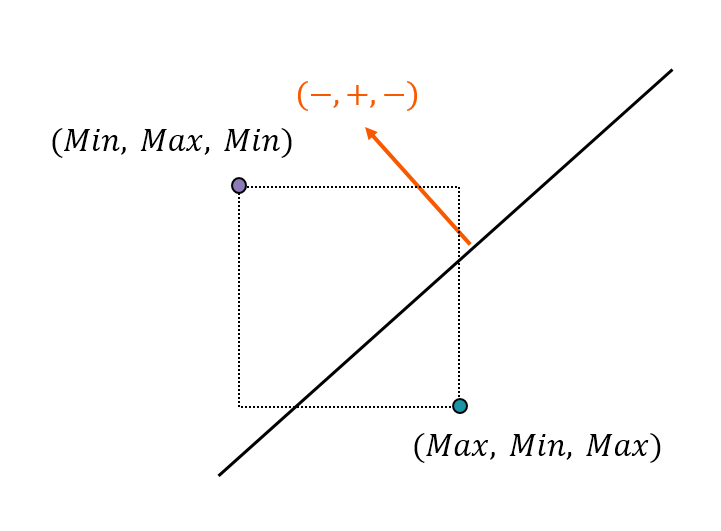 (−, +, −)
(Min, Max, Min)
(Max, Min, Max)